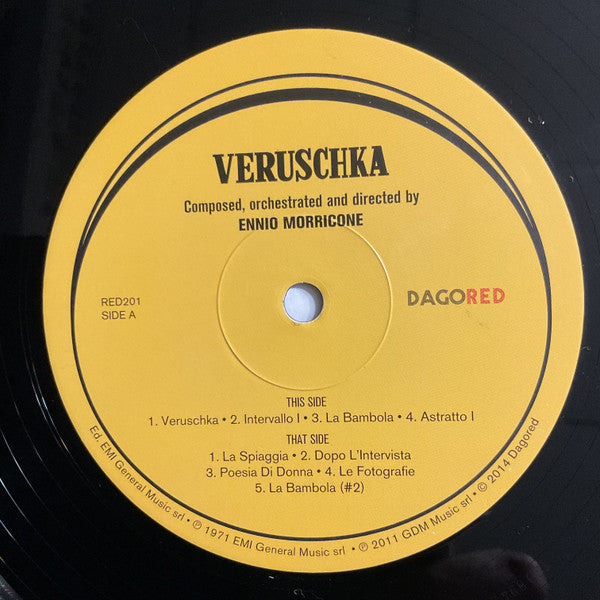 VERUSCHKA
Composed, orchestrated and directed by
ENNIO MORRICONE
RED201
SIDE A
DAGORED
THIS SIDE
1. Veruschka • 2. Intervallo I • 3. La Bambola • 4. Astratto I
THAT SIDE
1. La Spiaggia • 2. Dopo L'Intervista
3. Poesia Di Donna • 4. Le Fotografie
5. La Bambola (#2)
Ed. EMI General Music srl • ℗ 1971 EMI General Music srl • ℗ 2011 GDM Music srl • © 2014 Dagored